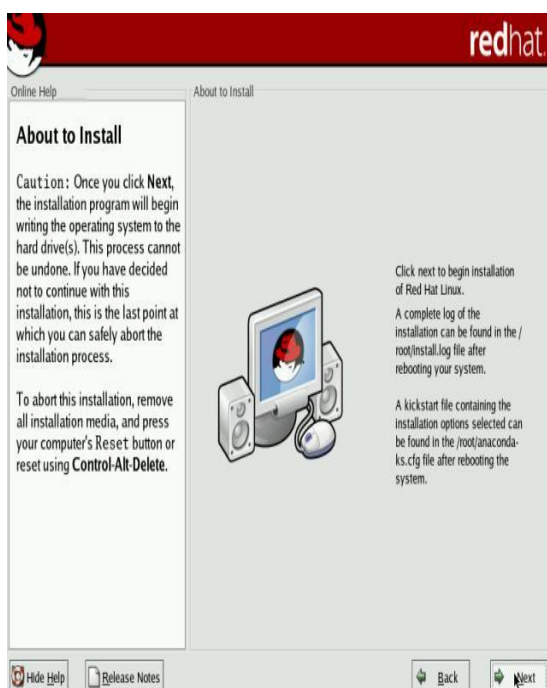 redhat.
Online Help
About to Install
About to Install
Caution: Once you click Next,
the installation program will begin
writing the operating system to the
hard drive(s). This process cannot
be undone. If you have decided
not to continue with this
installation, this is the last point at
which you can safely abort the
installation process.
To abort this installation, remove
all installation media, and press
your computer's Reset button or
reset using Control-Alt-Delete.
Click next to begin installation
of Red Hat Linux.
A complete log of the
installation can be found in the /
root/install.log file after
rebooting your system.
A kickstart file containing the
installation options selected can
be found in the /root/anaconda-
ks.cfg file after rebooting the
system.
Hide Help
Release Notes
Back
Next